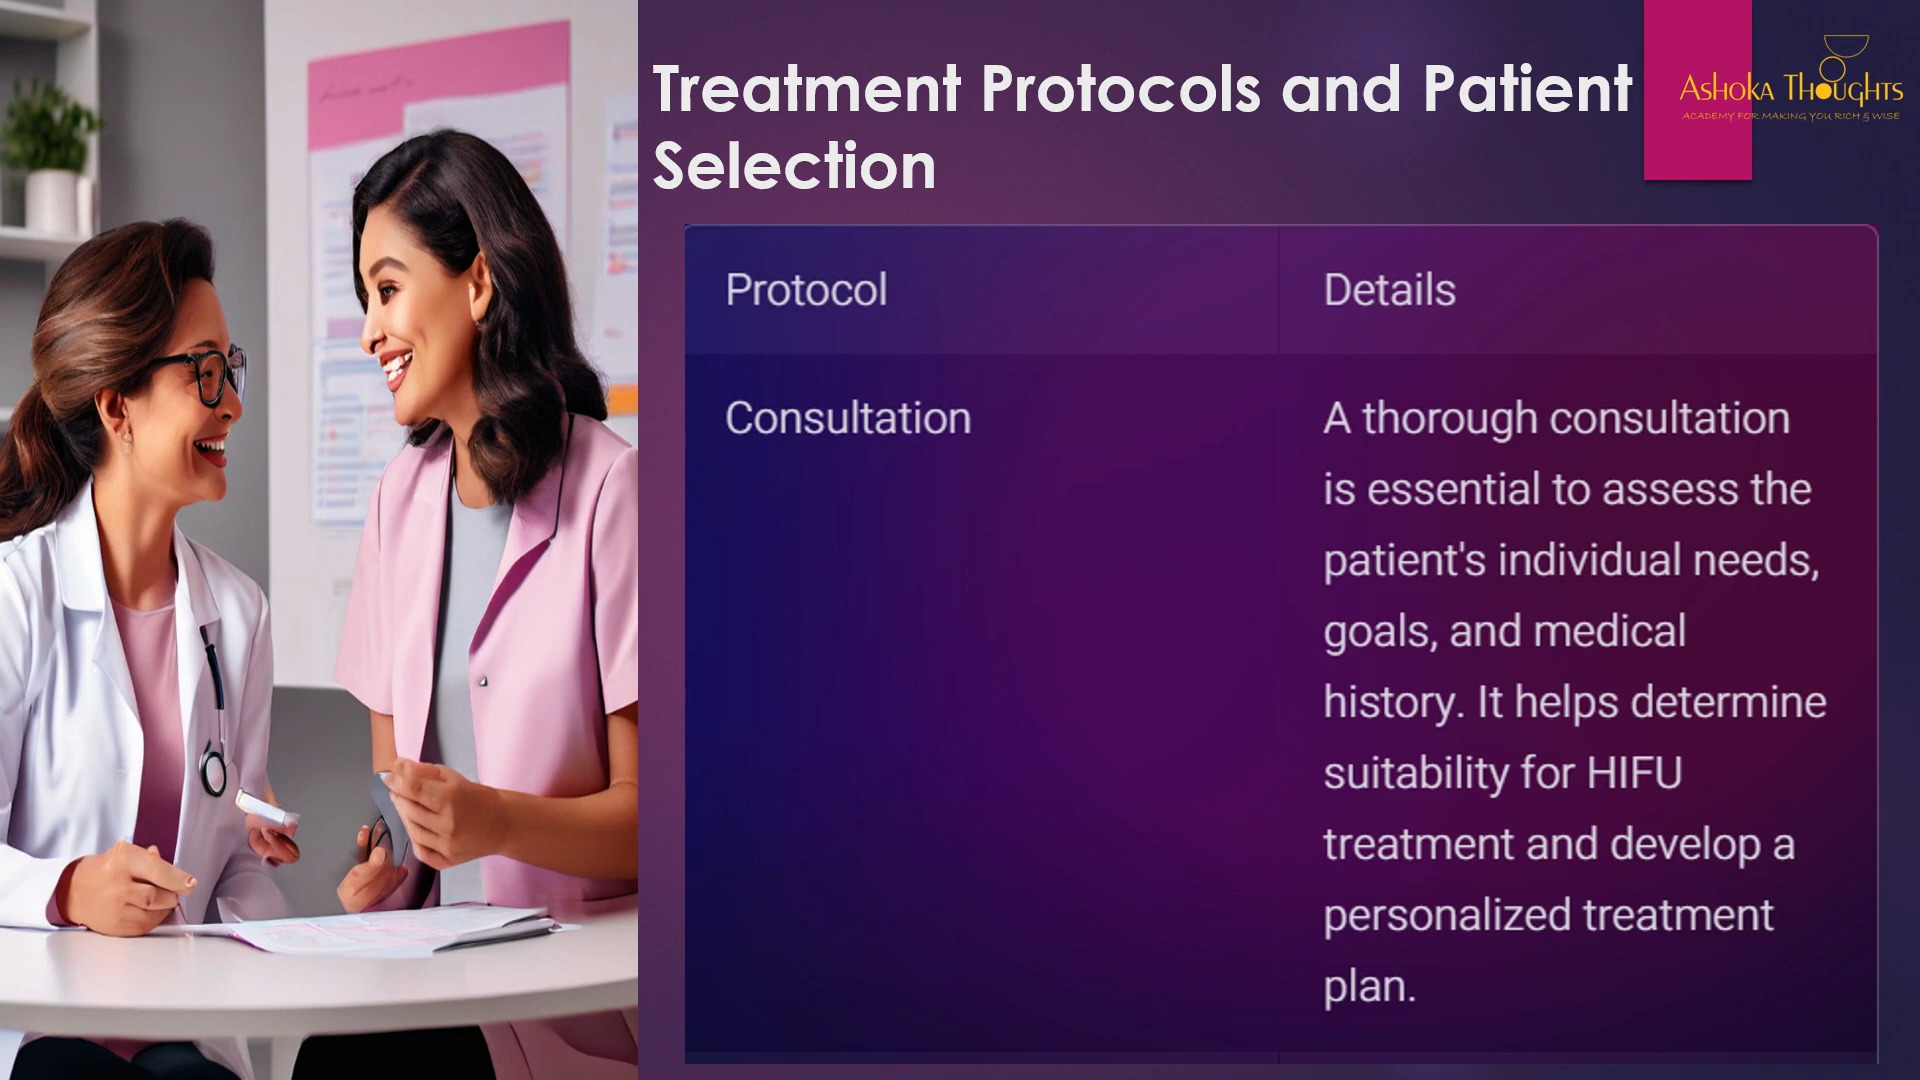 Treatment Protocols and Patient
Selection
ASHOKA THOUGHTS
ACADEMY FOR MAKING YOU RICH & WISE
Protocol
Details
Consultation
A thorough consultation
is essential to assess the
patient's individual needs,
goals, and medical
history. It helps determine
suitability for HIFU
treatment and develop a
personalized treatment
plan.